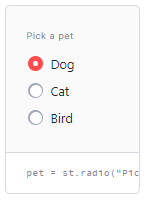 Pick a pet
Dog
Cat
Bird
pet = st.radio("Pic